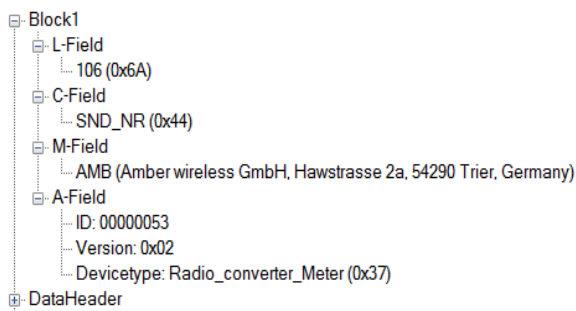 Block1
L-Field
106 (0x6A)
C-Field
SND_NR (0x44)
M-Field
AMB (Amber wireless GmbH, Hawstrasse 2a, 54290 Trier, Germany)
A-Field
ID: 00000053
Version: 0x02
Devicetype: Radio_converter_Meter (0x37)
DataHeader